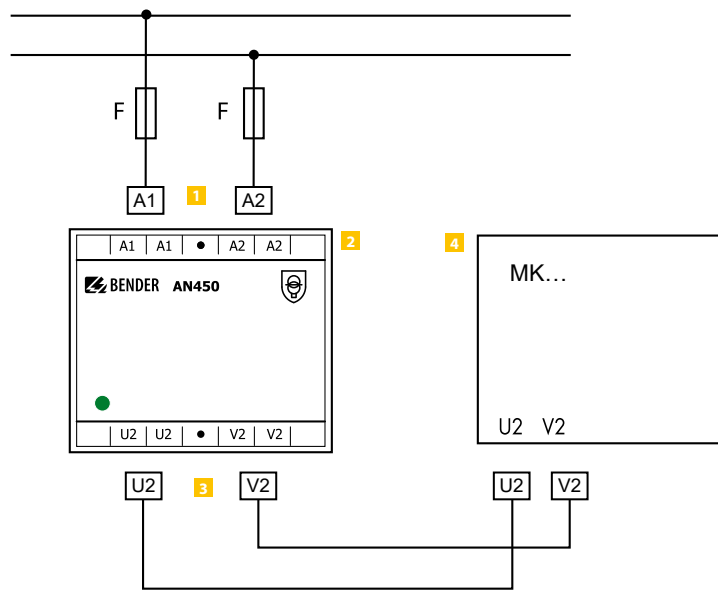 F F
A1 1 A2
2
4
A1 A1 A2 A2
BENDER AN450
MK...
U2 V2
U2 U2 V2 V2
U2 3 V2
U2 V2